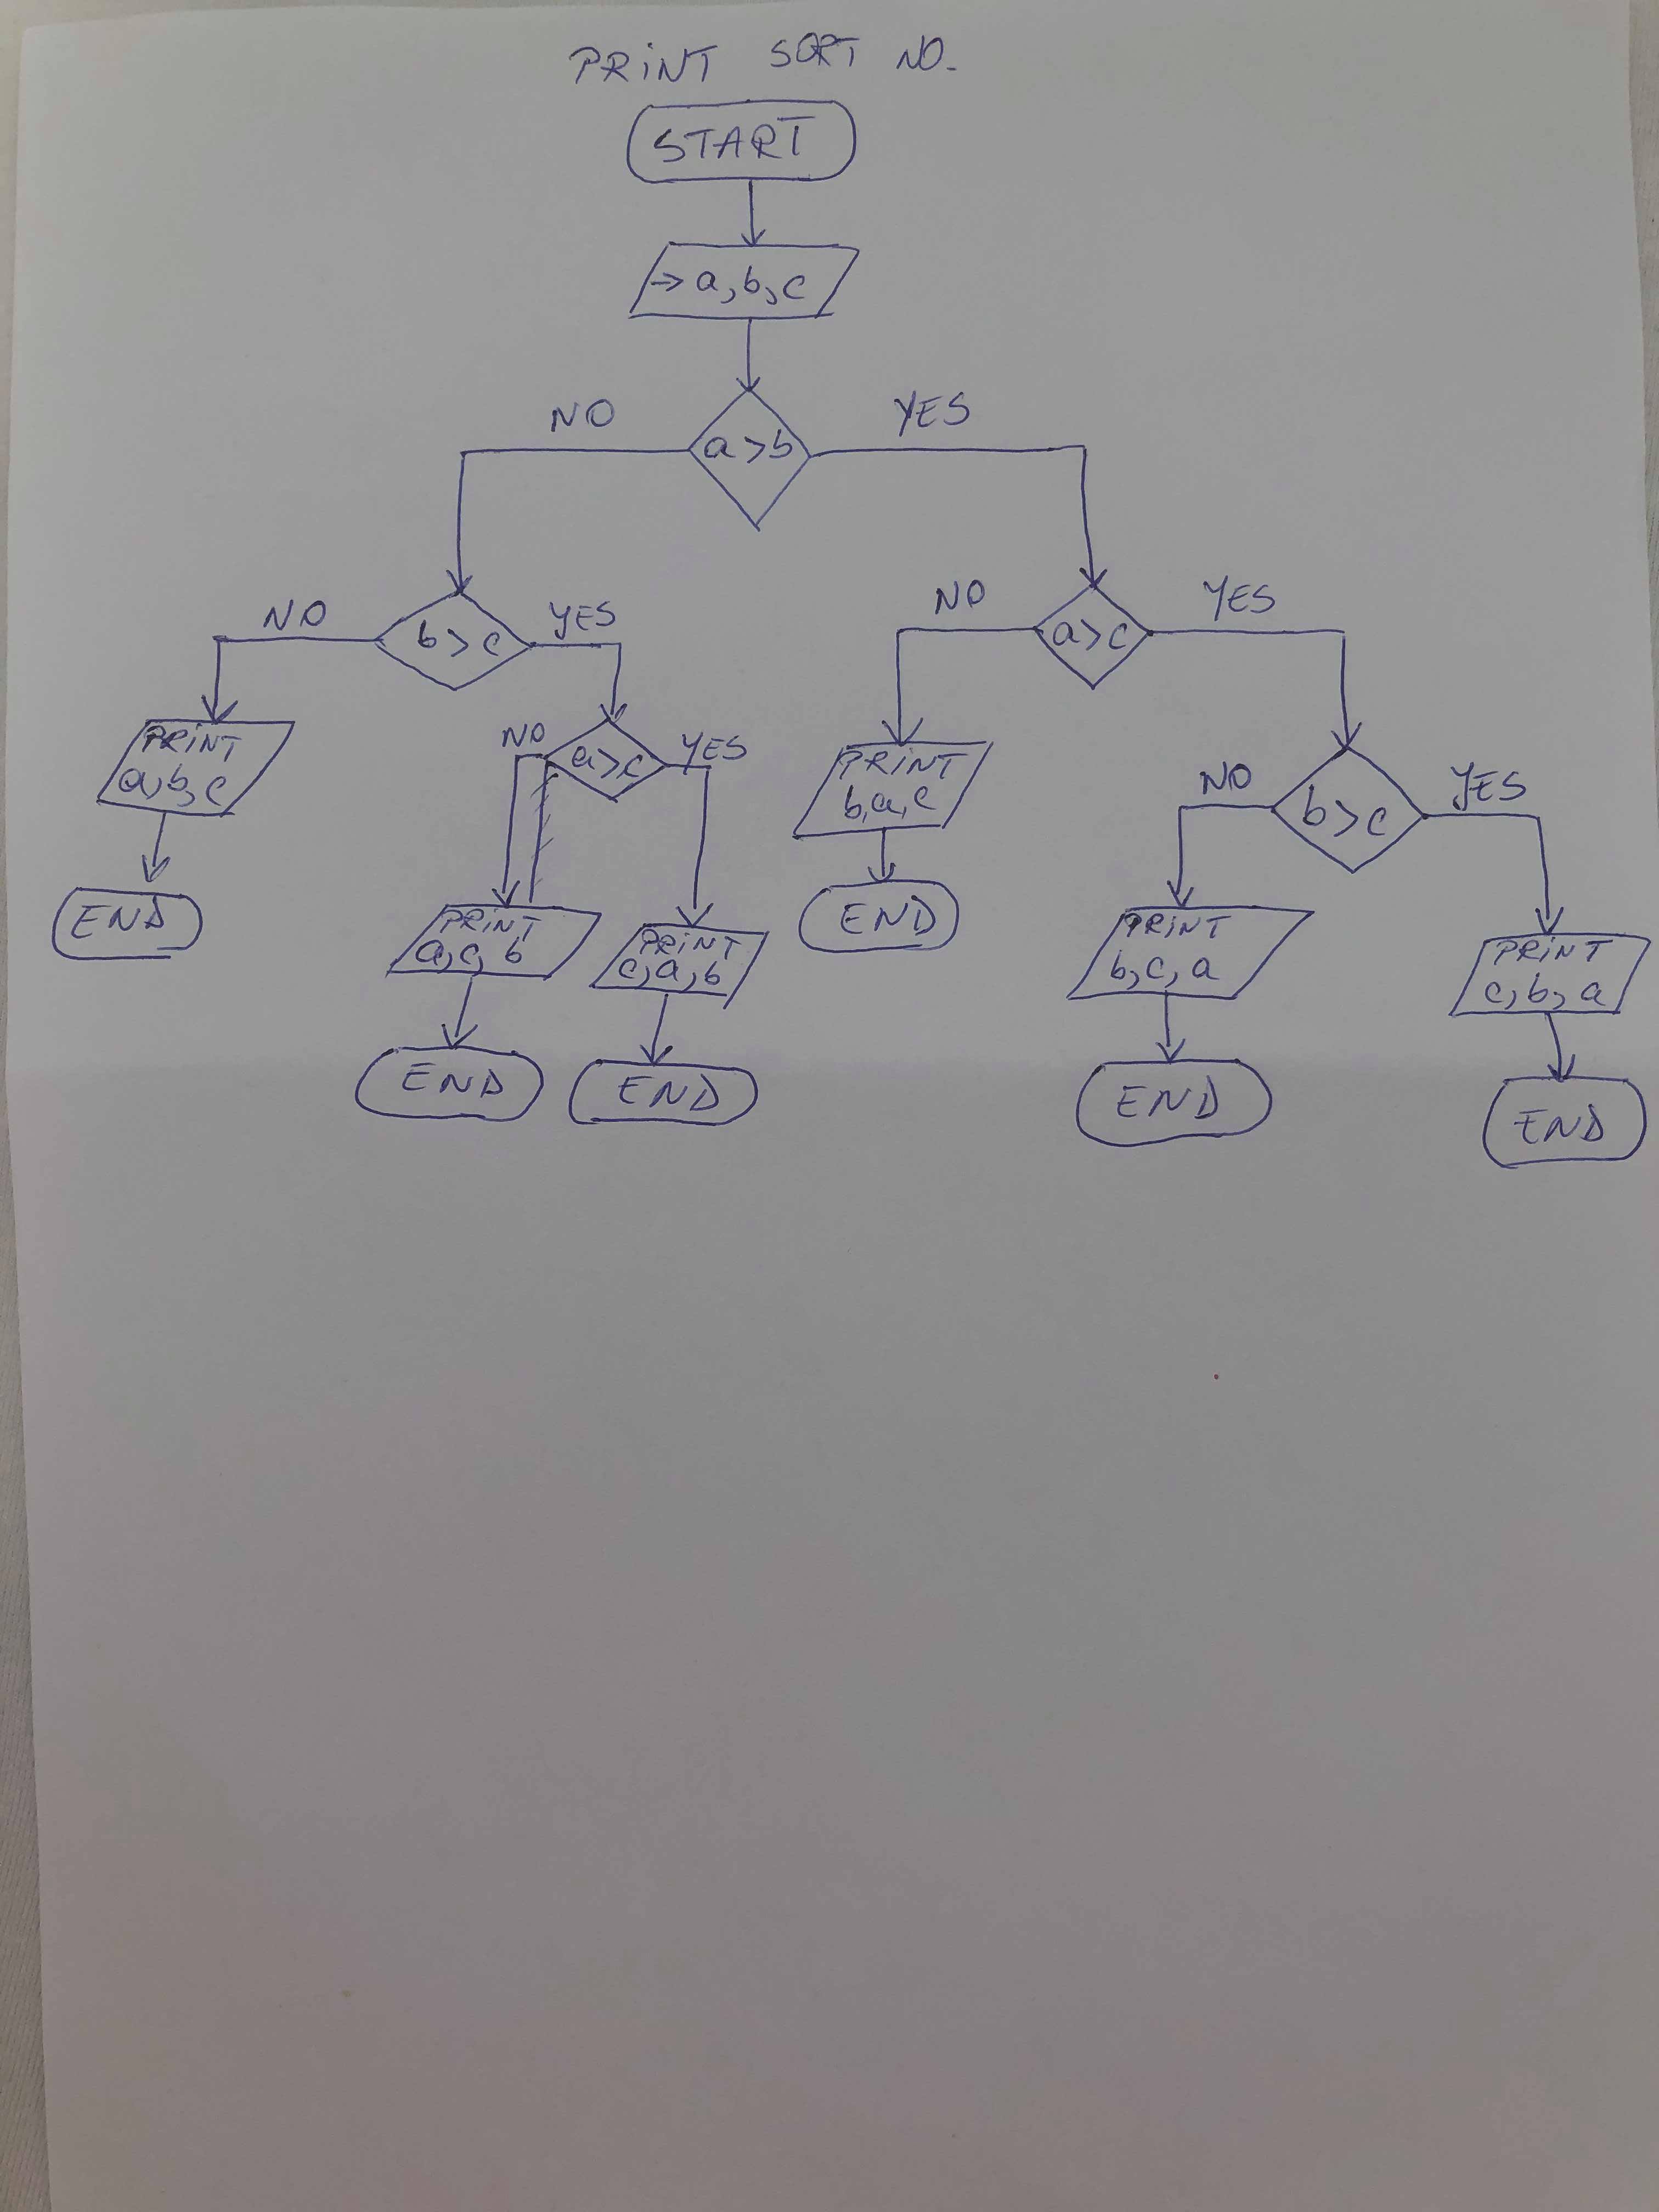 PRINT SORT NO.
START
→ a, b, c
NO
YES
a > b
NO
b > c
YES
NO
a > c
YES
PRINT
a, b, c
END
NO
a > c
YES
PRINT
a, c, b
END
PRINT
c, a, b
END
PRINT
b, a, c
END
NO
b > c
YES
PRINT
b, c, a
END
PRINT
c, b, a
END